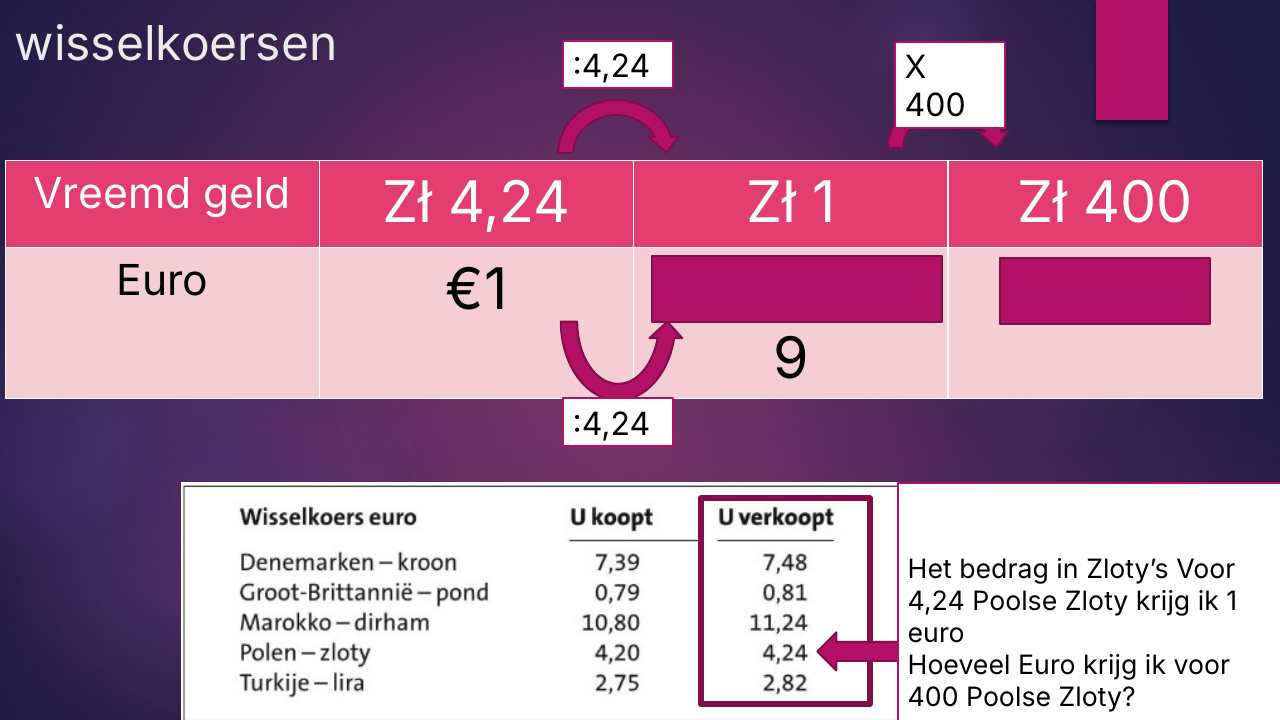 wisselkoersen
:4,24
X
400
Vreemd geld Zł 4,24 Zł 1 Zł 400
Euro €1
9
:4,24
Wisselkoers euro U koopt U verkoopt
Denemarken – kroon 7,39 7,48
Groot-Brittannië – pond 0,79 0,81
Marokko – dirham 10,80 11,24
Polen – zloty 4,20 4,24
Turkije – lira 2,75 2,82
Het bedrag in Zloty’s Voor
4,24 Poolse Zloty krijg ik 1
euro
Hoeveel Euro krijg ik voor
400 Poolse Zloty?